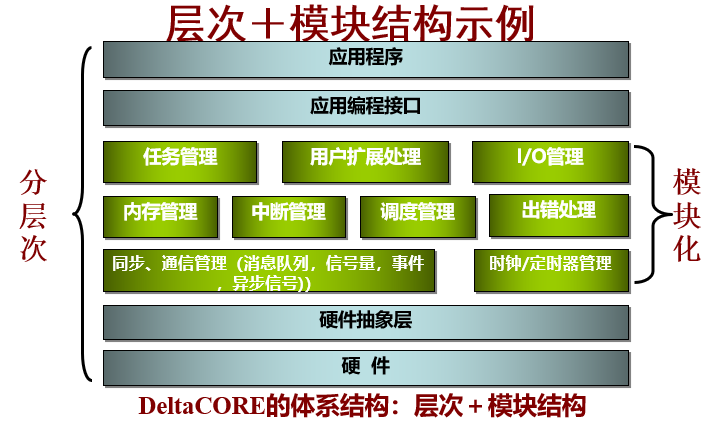 层次＋模块结构示例
应用程序
应用编程接口
任务管理
用户扩展处理
I/O管理
内存管理
中断管理
调度管理
出错处理
同步、通信管理（消息队列，信号量，事件
，异步信号)）
时钟/定时器管理
硬件抽象层
硬 件
分层次
模块化
DeltaCORE的体系结构：层次＋模块结构